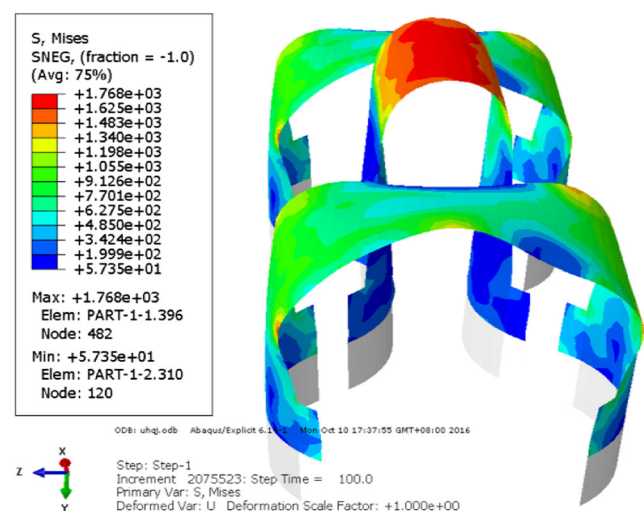 S, Mises
SNEG, (fraction = -1.0)
(Avg: 75%)
+1.768e+03
+1.625e+03
+1.483e+03
+1.340e+03
+1.198e+03
+1.055e+03
+9.126e+02
+7.701e+02
+6.275e+02
+4.850e+02
+3.424e+02
+1.999e+02
+5.735e+01
Max: +1.768e+03
Elem: PART-1-1.396
Node: 482
Min: +5.735e+01
Elem: PART-1-2.310
Node: 120
ODB: uhqj.odb Abaqus/Explicit Mon Oct 10 17:37:55 GMT+08:00 2016
X
Z
Y
Step: Step-1
Increment 2075523: Step Time = 100.0
Primary Var: S, Mises
Deformed Var: U Deformation Scale Factor: +1.000e+00